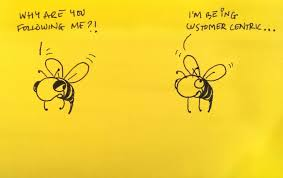 WHY ARE YOU
FOLLOWING ME?!
I'M BEING
CUSTOMER CENTRIC...